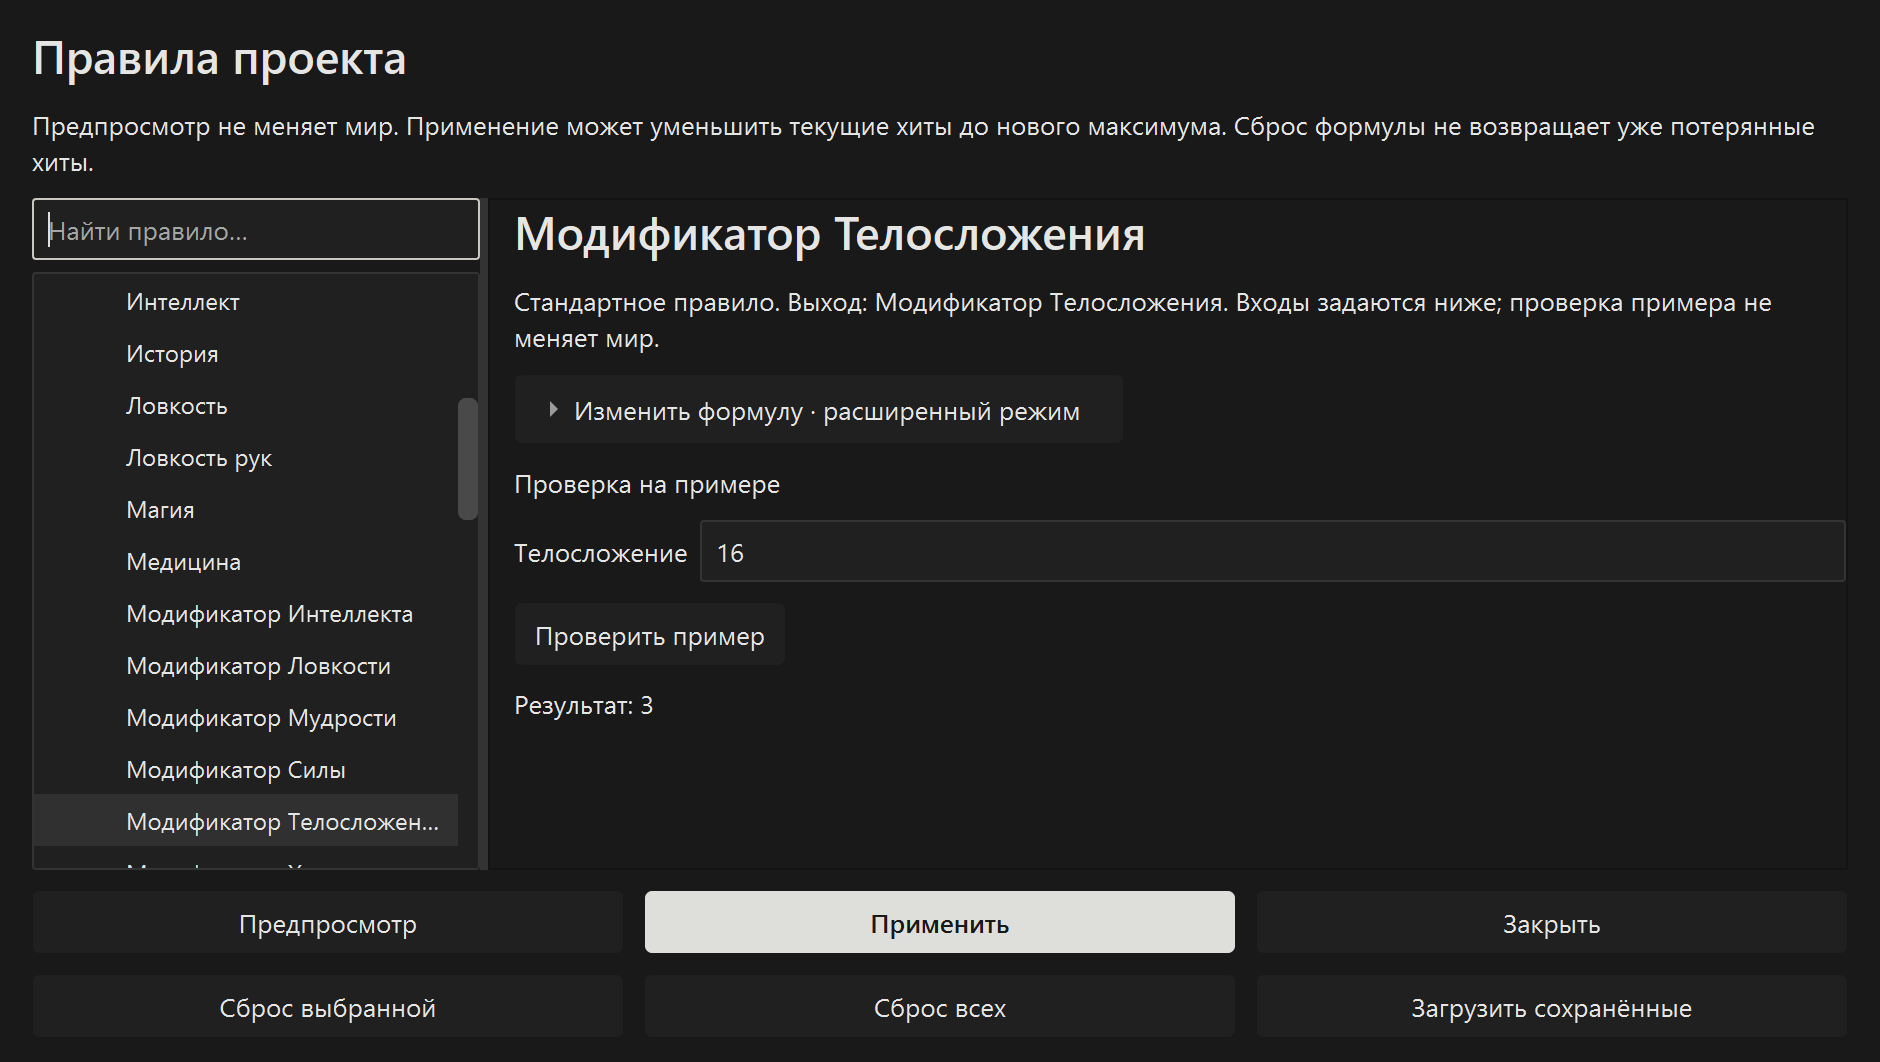 Правила проекта
Предпросмотр не меняет мир. Применение может уменьшить текущие хиты до нового максимума. Сброс формулы не возвращает уже потерянные
хиты.
Найти правило...
Интеллект
История
Ловкость
Ловкость рук
Магия
Медицина
Модификатор Интеллекта
Модификатор Ловкости
Модификатор Мудрости
Модификатор Силы
Модификатор Телосложен...
Модификатор Телосложения
Стандартное правило. Выход: Модификатор Телосложения. Входы задаются ниже; проверка примера не
меняет мир.
Изменить формулу · расширенный режим
Проверка на примере
Телосложение 16
Проверить пример
Результат: 3
Предпросмотр Применить Закрыть
Сброс выбранной Сброс всех Загрузить сохранённые